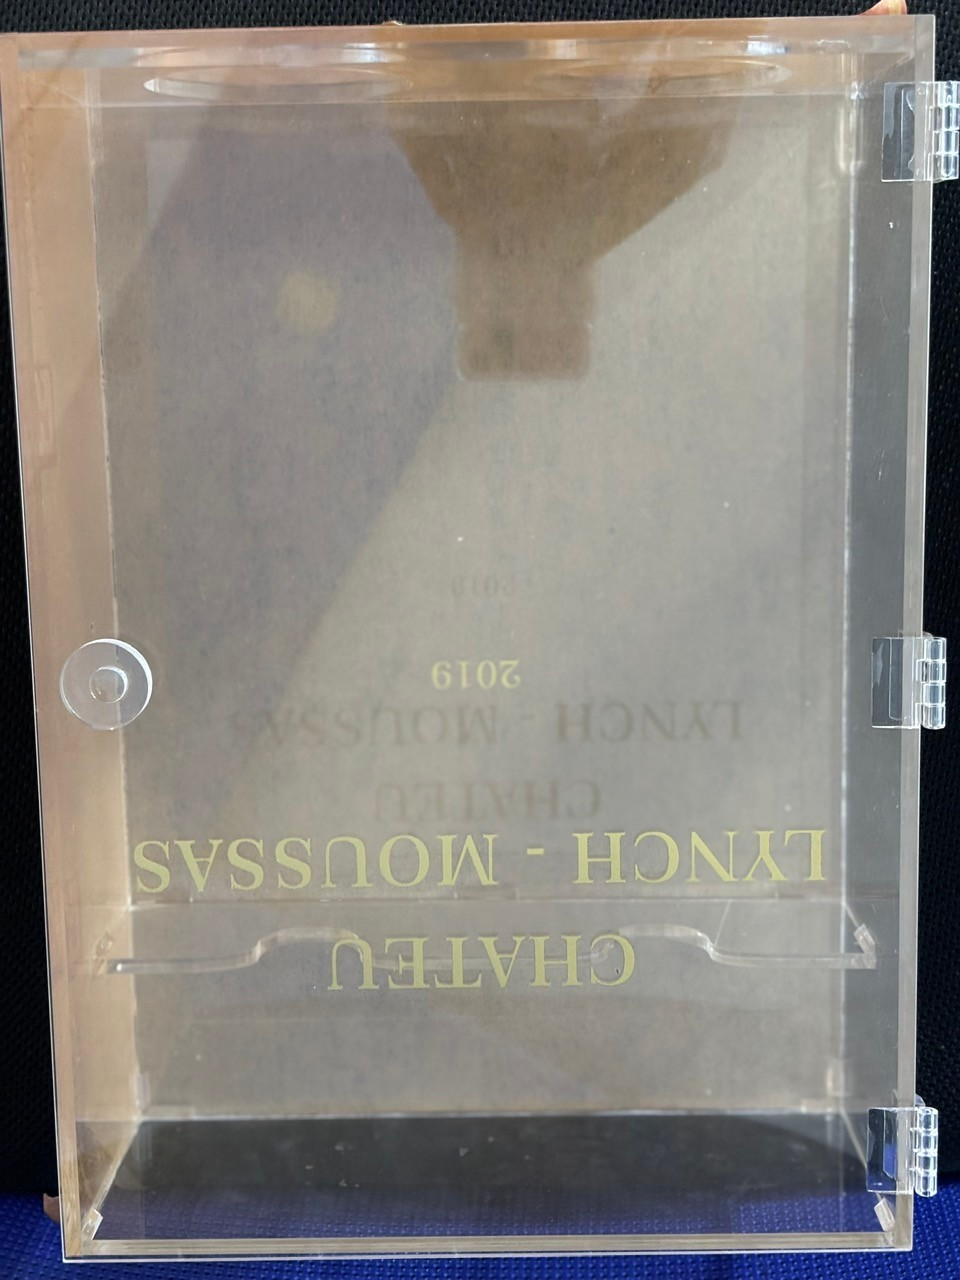 CHATEU
LYNCH - MOUSSAS
2019